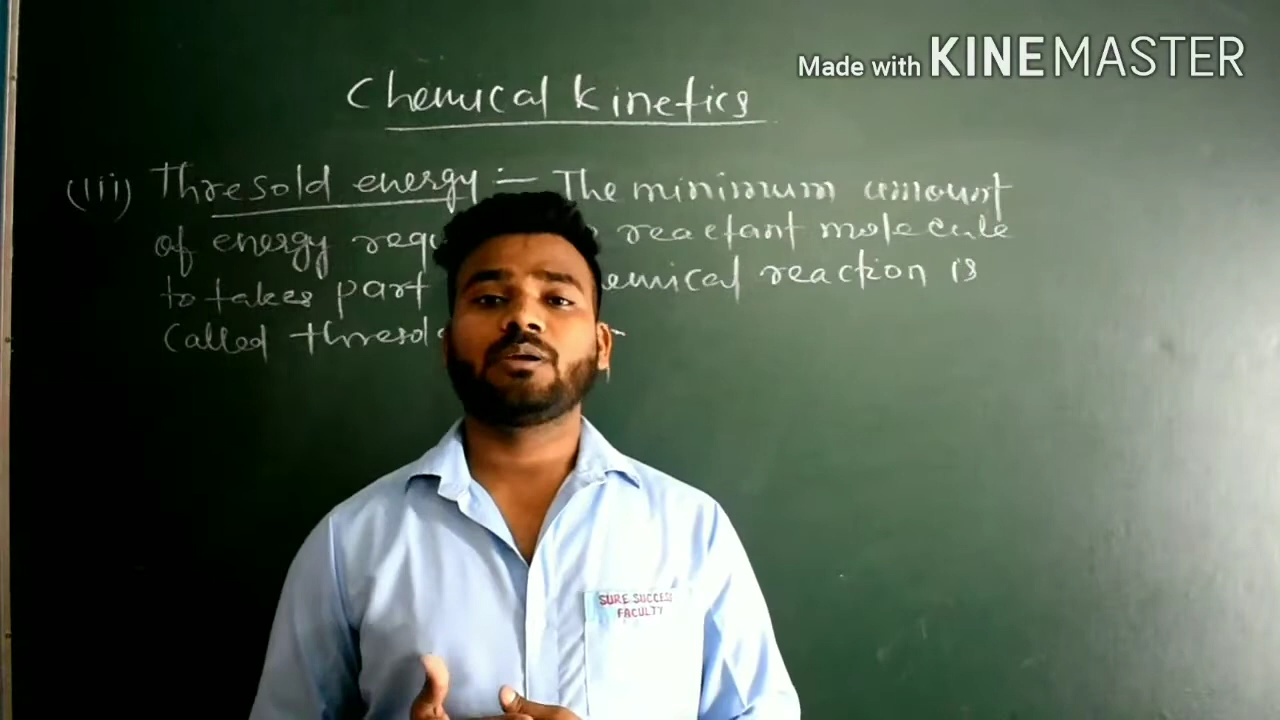 Made with KINEMASTER
Chemical Kinetics
(iii) Thresold energy :- The minimum amount
of energy requ reactant molecule
to takes part emical reaction is
Called thresol
SURE SUCCESS
FACULTY